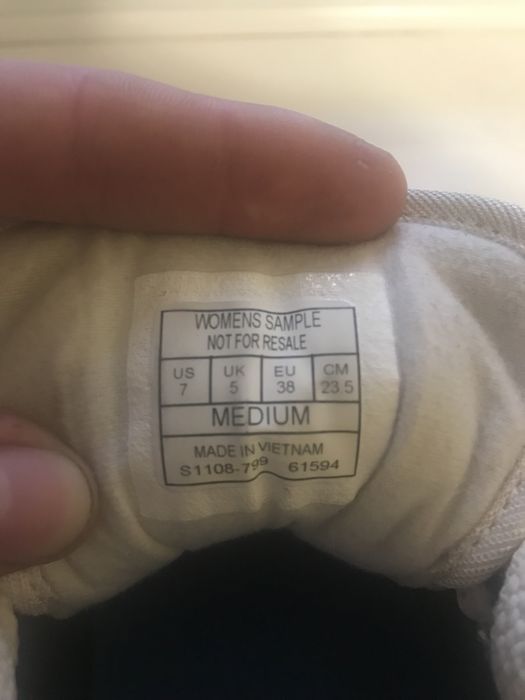 WOMENS SAMPLE
NOT FOR RESALE
US UK EU CM
7 5 38 23.5
MEDIUM
MADE IN VIETNAM
S1108-799 61594